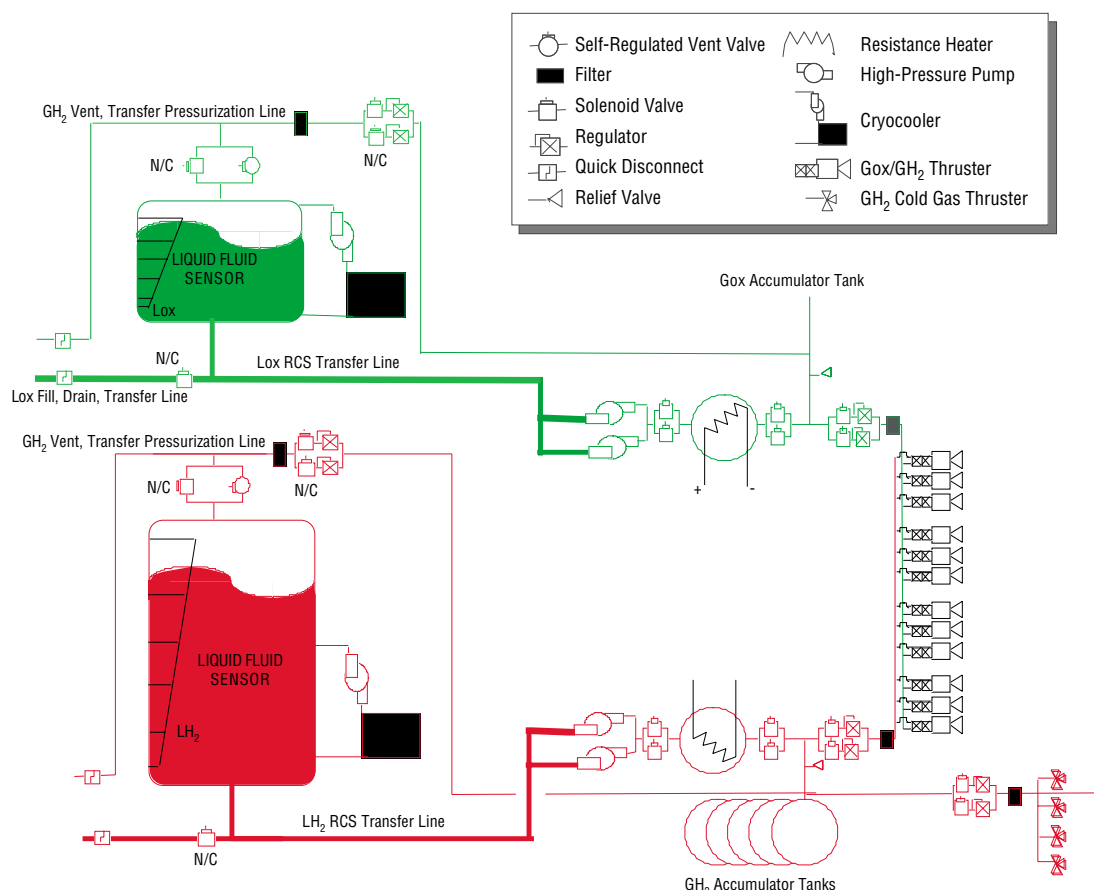 Self-Regulated Vent Valve
Filter
Solenoid Valve
Regulator
Quick Disconnect
Relief Valve
Resistance Heater
High-Pressure Pump
Cryocooler
Gox/GH₂ Thruster
GH₂ Cold Gas Thruster
GH₂ Vent, Transfer Pressurization Line
N/C
N/C
LIQUID FLUID
SENSOR
Lox
Gox Accumulator Tank
N/C
Lox RCS Transfer Line
Lox Fill, Drain, Transfer Line
GH₂ Vent, Transfer Pressurization Line
N/C
N/C
+ -
LIQUID FLUID
SENSOR
LH₂
LH₂ RCS Transfer Line
N/C
GH₂ Accumulator Tanks